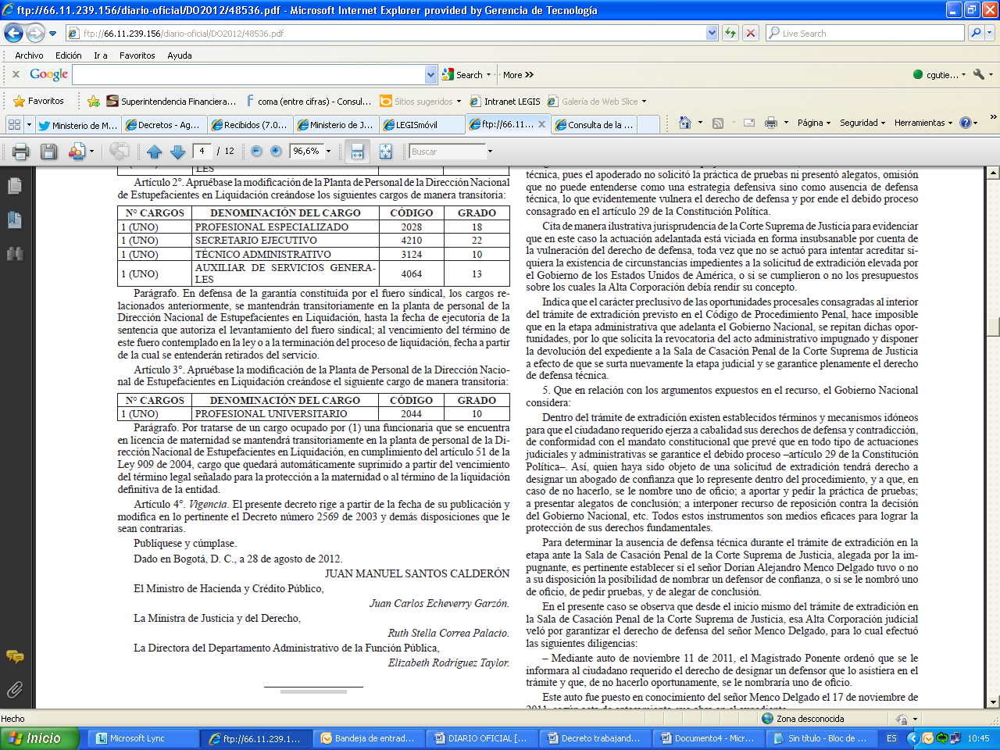 ftp://66.11.239.156/diario-oficial/DO2012/48536.pdf - Microsoft Internet Explorer provided by Gerencia de Tecnología
ftp://66.11.239.156/diario-oficial/DO2012/48536.pdf
Live Search
Archivo Edición Ir a Favoritos Ayuda
x Google Search More » cgutie...
Favoritos Superintendencia Financiera... coma (entre cifras) - Consul... Sitios sugeridos Intranet LEGIS Galería de Web Slice
Ministerio de M... Decretos - Ag... Recibidos (7.0... Ministerio de J... LEGISmóvil ftp://66.11.... Consulta de la ... Página Seguridad Herramientas
4 / 12 96,6% Buscar
LES
Artículo 2°. Apruébase la modificación de la Planta de Personal de la Dirección Nacional
de Estupefacientes en Liquidación creándose los siguientes cargos de manera transitoria:
N° CARGOS DENOMINACIÓN DEL CARGO CÓDIGO GRADO
1 (UNO) PROFESIONAL ESPECIALIZADO 2028 18
1 (UNO) SECRETARIO EJECUTIVO 4210 22
1 (UNO) TÉCNICO ADMINISTRATIVO 3124 10
1 (UNO) AUXILIAR DE SERVICIOS GENERA-
LES 4064 13
Parágrafo. En defensa de la garantía constituida por el fuero sindical, los cargos re-
lacionados anteriormente, se mantendrán transitoriamente en la planta de personal de la
Dirección Nacional de Estupefacientes en Liquidación, hasta la fecha de ejecutoria de la
sentencia que autoriza el levantamiento del fuero sindical; al vencimiento del término de
este fuero contemplado en la ley o a la terminación del proceso de liquidación, fecha a partir
de la cual se entenderán retirados del servicio.
Artículo 3°. Apruébase la modificación de la Planta de Personal de la Dirección Nacio-
nal de Estupefacientes en Liquidación creándose el siguiente cargo de manera transitoria:
N° CARGOS DENOMINACIÓN DEL CARGO CÓDIGO GRADO
1 (UNO) PROFESIONAL UNIVERSITARIO 2044 10
Parágrafo. Por tratarse de un cargo ocupado por (1) una funcionaria que se encuentra
en licencia de maternidad se mantendrá transitoriamente en la planta de personal de la Di-
rección Nacional de Estupefacientes en Liquidación, en cumplimiento del artículo 51 de la
Ley 909 de 2004, cargo que quedará automáticamente suprimido a partir del vencimiento
del término legal señalado para la protección a la maternidad o al término de la liquidación
definitiva de la entidad.
Artículo 4°. Vigencia. El presente decreto rige a partir de la fecha de su publicación y
modifica en lo pertinente el Decreto número 2569 de 2003 y demás disposiciones que le
sean contrarias.
Publíquese y cúmplase.
Dado en Bogotá, D. C., a 28 de agosto de 2012.
JUAN MANUEL SANTOS CALDERÓN
El Ministro de Hacienda y Crédito Público,
Juan Carlos Echeverry Garzón.
La Ministra de Justicia y del Derecho,
Ruth Stella Correa Palacio.
La Directora del Departamento Administrativo de la Función Pública,
Elizabeth Rodríguez Taylor.
técnica, pues el apoderado no solicitó la práctica de pruebas ni presentó alegatos, omisión
que no puede entenderse como una estrategia defensiva sino como ausencia de defensa
técnica, lo que evidentemente vulnera el derecho de defensa y por ende el debido proceso
consagrado en el artículo 29 de la Constitución Política.
Cita de manera ilustrativa jurisprudencia de la Corte Suprema de Justicia para evidenciar
que en este caso la actuación adelantada está viciada en forma insubsanable por cuenta de
la vulneración del derecho de defensa, toda vez que no se actuó para intentar acreditar si-
quiera la existencia de circunstancias impedientes a la solicitud de extradición elevada por
el Gobierno de los Estados Unidos de América, o si se cumplieron o no los presupuestos
sobre los cuales la Alta Corporación debía rendir su concepto.
Indica que el carácter preclusivo de las oportunidades procesales consagradas al interior
del trámite de extradición previsto en el Código de Procedimiento Penal, hace imposible
que en la etapa administrativa que adelanta el Gobierno Nacional, se repitan dichas opor-
tunidades, por lo que solicita la revocatoria del acto administrativo impugnado y disponer
la devolución del expediente a la Sala de Casación Penal de la Corte Suprema de Justicia
a efecto de que se surta nuevamente la etapa judicial y se garantice plenamente el derecho
de defensa técnica.
5. Que en relación con los argumentos expuestos en el recurso, el Gobierno Nacional
considera:
Dentro del trámite de extradición existen establecidos términos y mecanismos idóneos
para que el ciudadano requerido ejerza a cabalidad sus derechos de defensa y contradicción,
de conformidad con el mandato constitucional que prevé que en todo tipo de actuaciones
judiciales y administrativas se garantice el debido proceso –artículo 29 de la Constitución
Política–. Así, quien haya sido objeto de una solicitud de extradición tendrá derecho a
designar un abogado de confianza que lo represente dentro del procedimiento, y a que, en
caso de no hacerlo, se le nombre uno de oficio; a aportar y pedir la práctica de pruebas;
a presentar alegatos de conclusión; a interponer recurso de reposición contra la decisión
del Gobierno Nacional, etc. Todos estos instrumentos son medios eficaces para lograr la
protección de sus derechos fundamentales.
Para determinar la ausencia de defensa técnica durante el trámite de extradición en la
etapa ante la Sala de Casación Penal de la Corte Suprema de Justicia, alegada por la im-
pugnante, es pertinente establecer si el señor Dorian Alejandro Menco Delgado tuvo o no
a su disposición la posibilidad de nombrar un defensor de confianza, o si se le nombró uno
de oficio, de pedir pruebas, y de alegar de conclusión.
En el presente caso se observa que desde el inicio mismo del trámite de extradición en
la Sala de Casación Penal de la Corte Suprema de Justicia, esa Alta Corporación judicial
veló por garantizar el derecho de defensa del señor Menco Delgado, para lo cual efectuó
las siguientes diligencias:
– Mediante auto de noviembre 11 de 2011, el Magistrado Ponente ordenó que se le
informara al ciudadano requerido el derecho de designar un defensor que lo asistiera en el
trámite y que, de no hacerlo oportunamente, se le nombraría uno de oficio.
Este auto fue puesto en conocimiento del señor Menco Delgado el 17 de noviembre de
Hecho Zona desconocida
Inicio Microsoft Lync ftp://66.11.239.1... Bandeja de entrad... DIARIO OFICIAL [... Decreto trabajand... Documento4 - Micr... Sin título - Bloc de ... ES 10:45